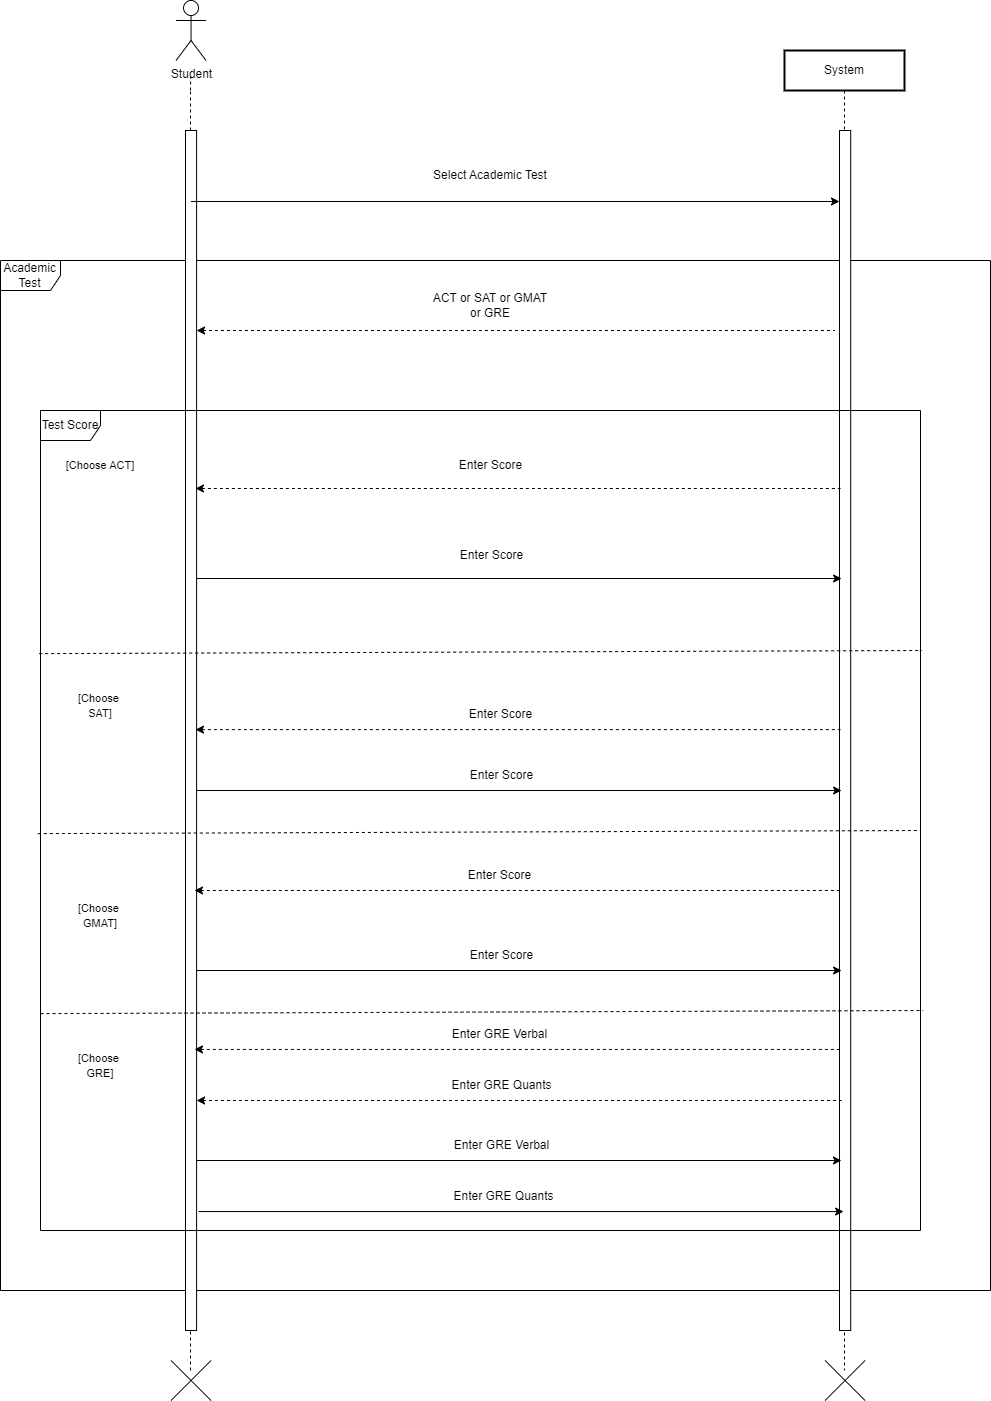 Student
System
Select Academic Test
Academic
Test
ACT or SAT or GMAT
or GRE
Test Score
[Choose ACT]
Enter Score
Enter Score
[Choose
SAT]
Enter Score
Enter Score
Enter Score
[Choose
GMAT]
Enter Score
Enter GRE Verbal
[Choose
GRE]
Enter GRE Quants
Enter GRE Verbal
Enter GRE Quants